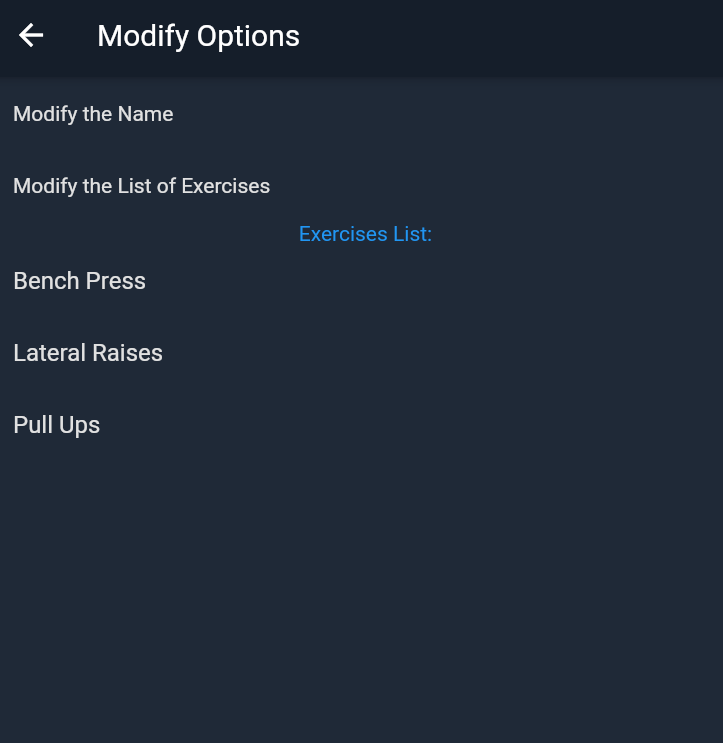 Modify Options
Modify the Name
Modify the List of Exercises
Exercises List:
Bench Press
Lateral Raises
Pull Ups